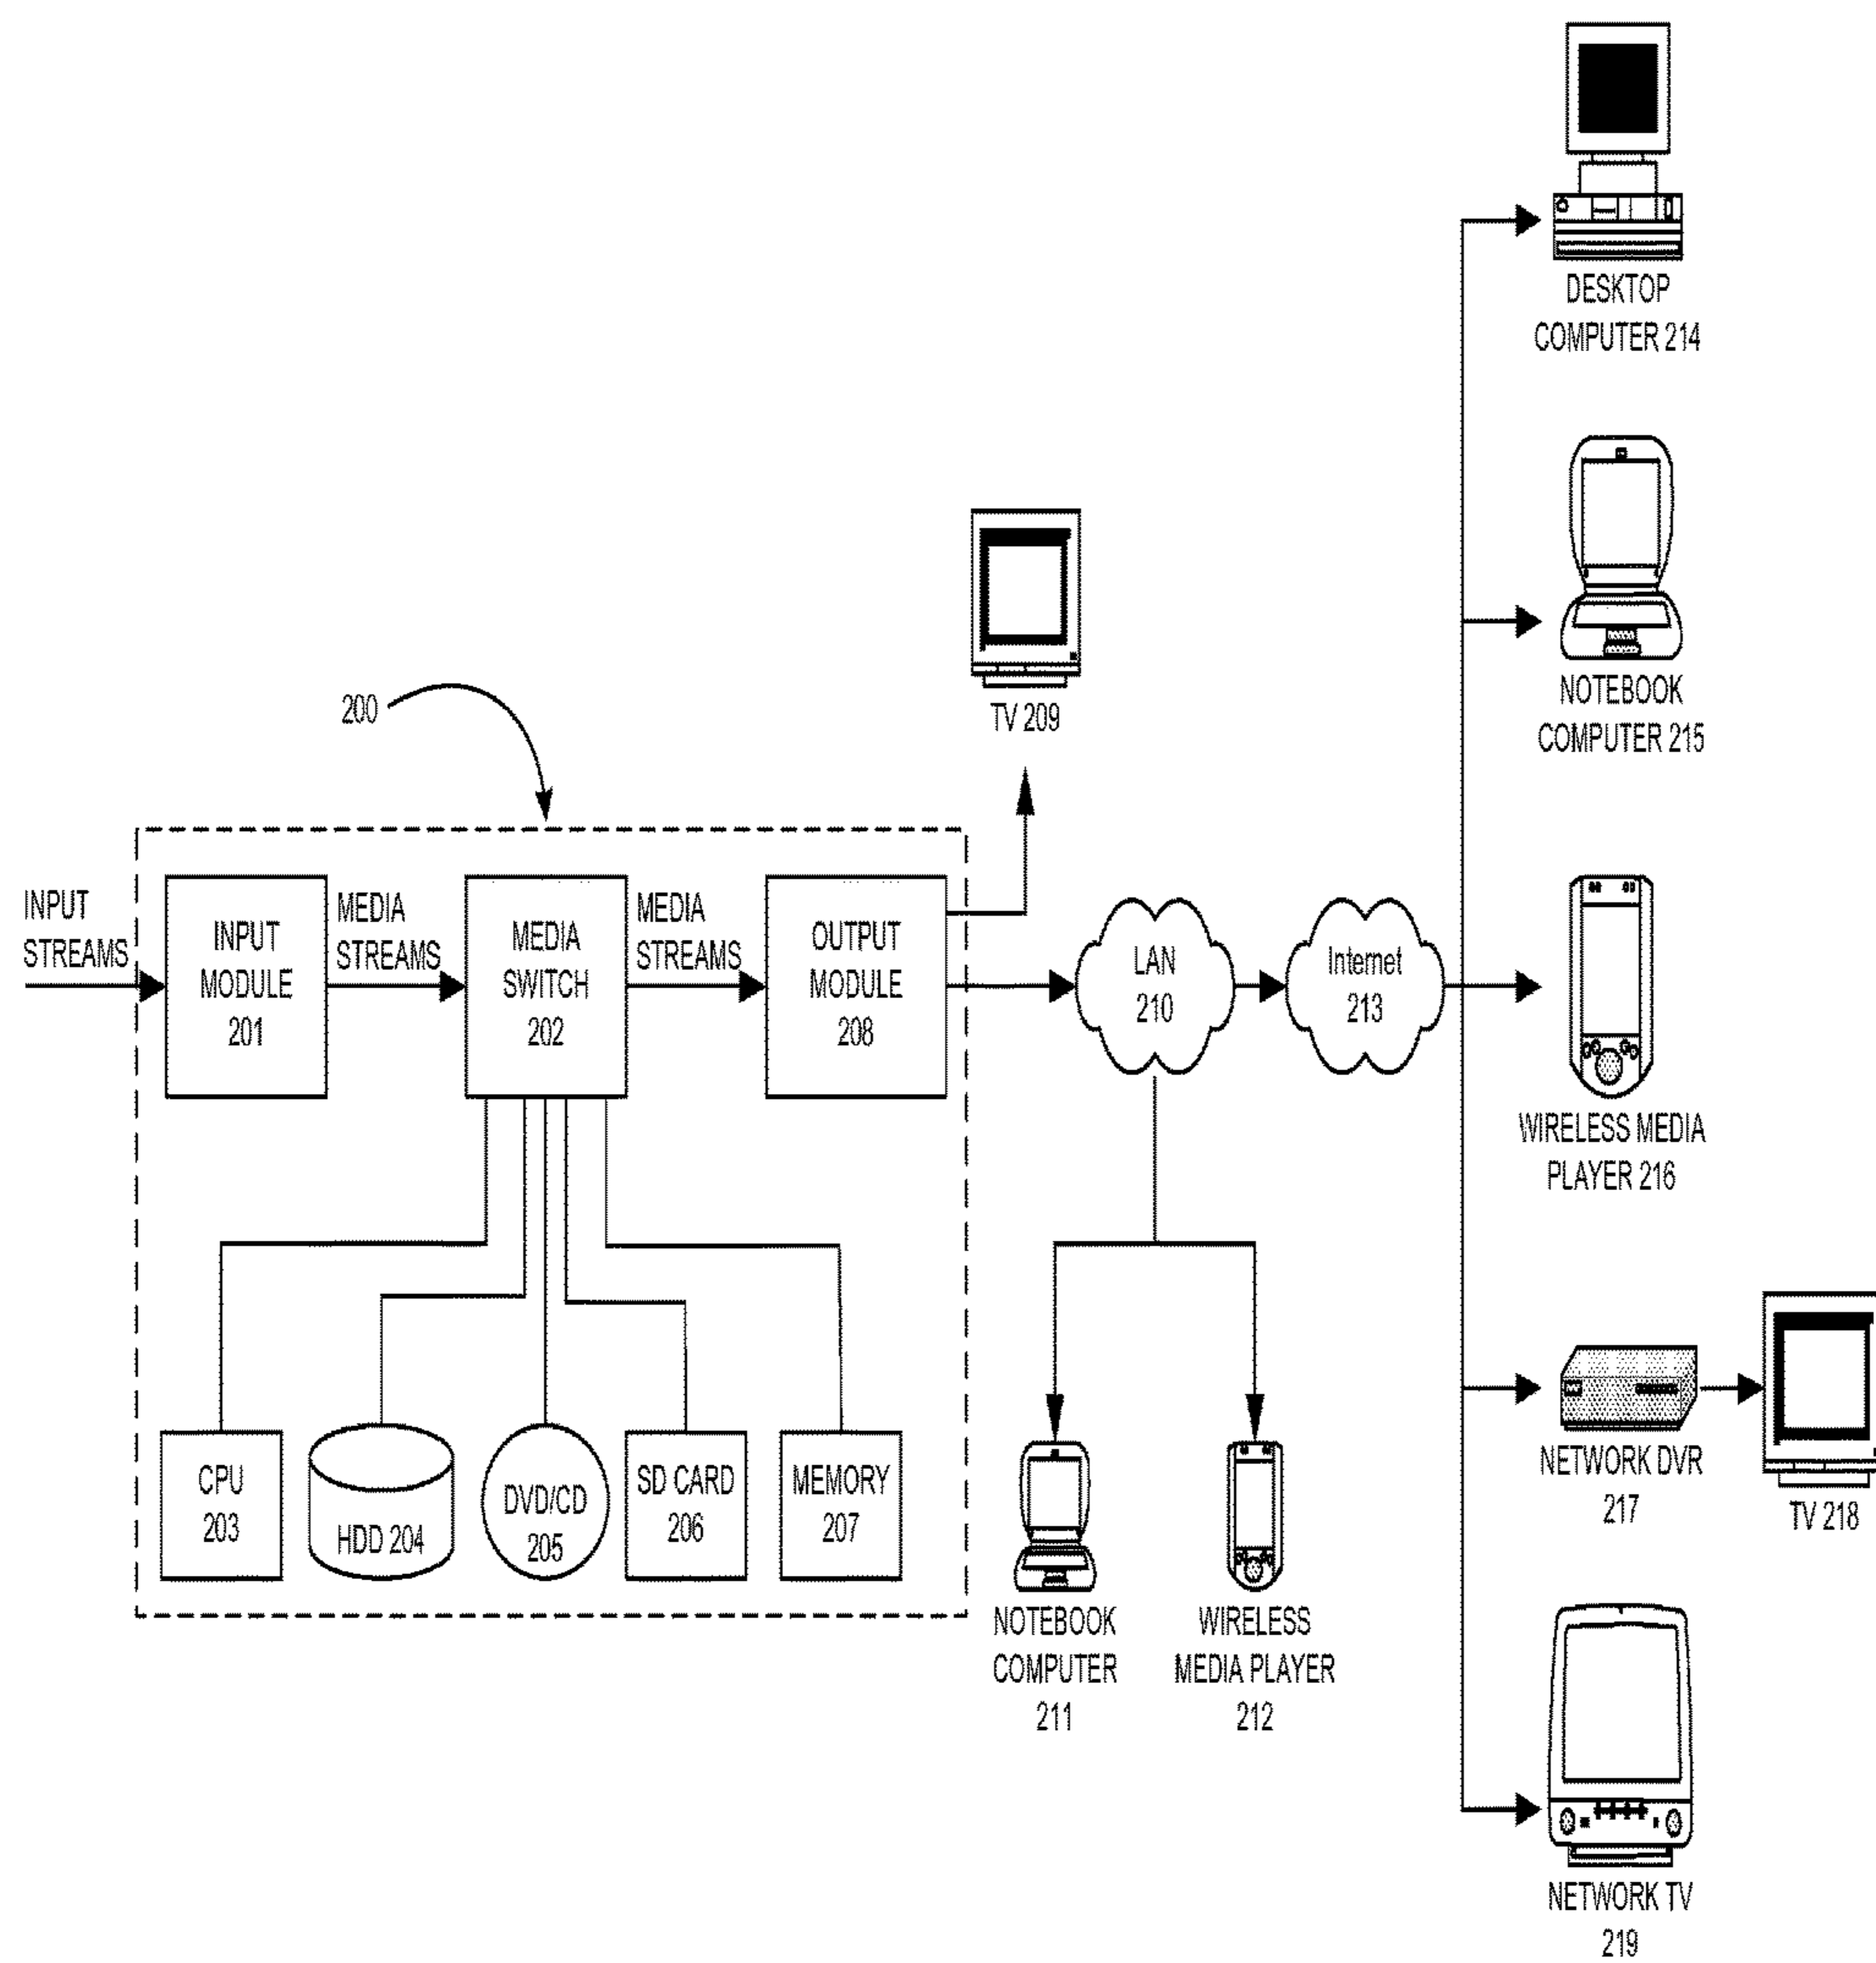 DESKTOP
COMPUTER 214
NOTEBOOK
COMPUTER 215
TV 209
200
INPUT
STREAMS
INPUT
MODULE
201
MEDIA
STREAMS
MEDIA
SWITCH
202
MEDIA
STREAMS
OUTPUT
MODULE
208
LAN
210
Internet
213
WIRELESS MEDIA
PLAYER 216
CPU
203
HDD 204
DVD/CD
205
SD CARD
206
MEMORY
207
NETWORK DVR
217
TV 218
NOTEBOOK
COMPUTER
211
WIRELESS
MEDIA PLAYER
212
NETWORK TV
219